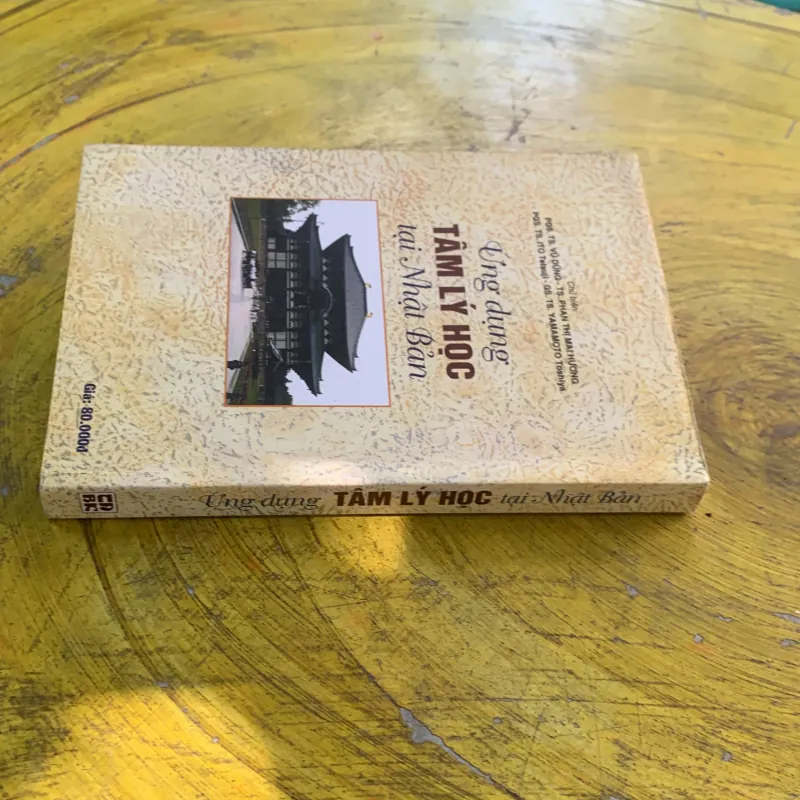 Chủ biên:
PGS. TS. VŨ DŨNG - TS. PHAN THỊ MAI HƯƠNG
PGS. TS. ITO Tetsuji - GS. TS. YAMAMOTO Toshiya
Ứng dụng
TÂM LÝ HỌC
tại Nhật Bản
Giá: 80.000đ
Ứng dụng TÂM LÝ HỌC tại Nhật Bản